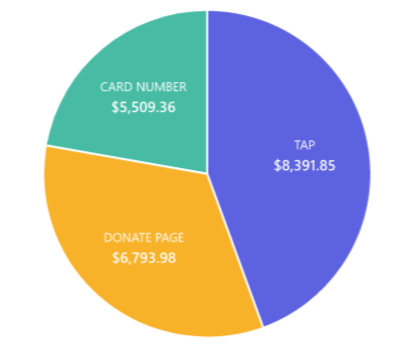 CARD NUMBER
$5,509.36
TAP
$8,391.85
DONATE PAGE
$6,793.98